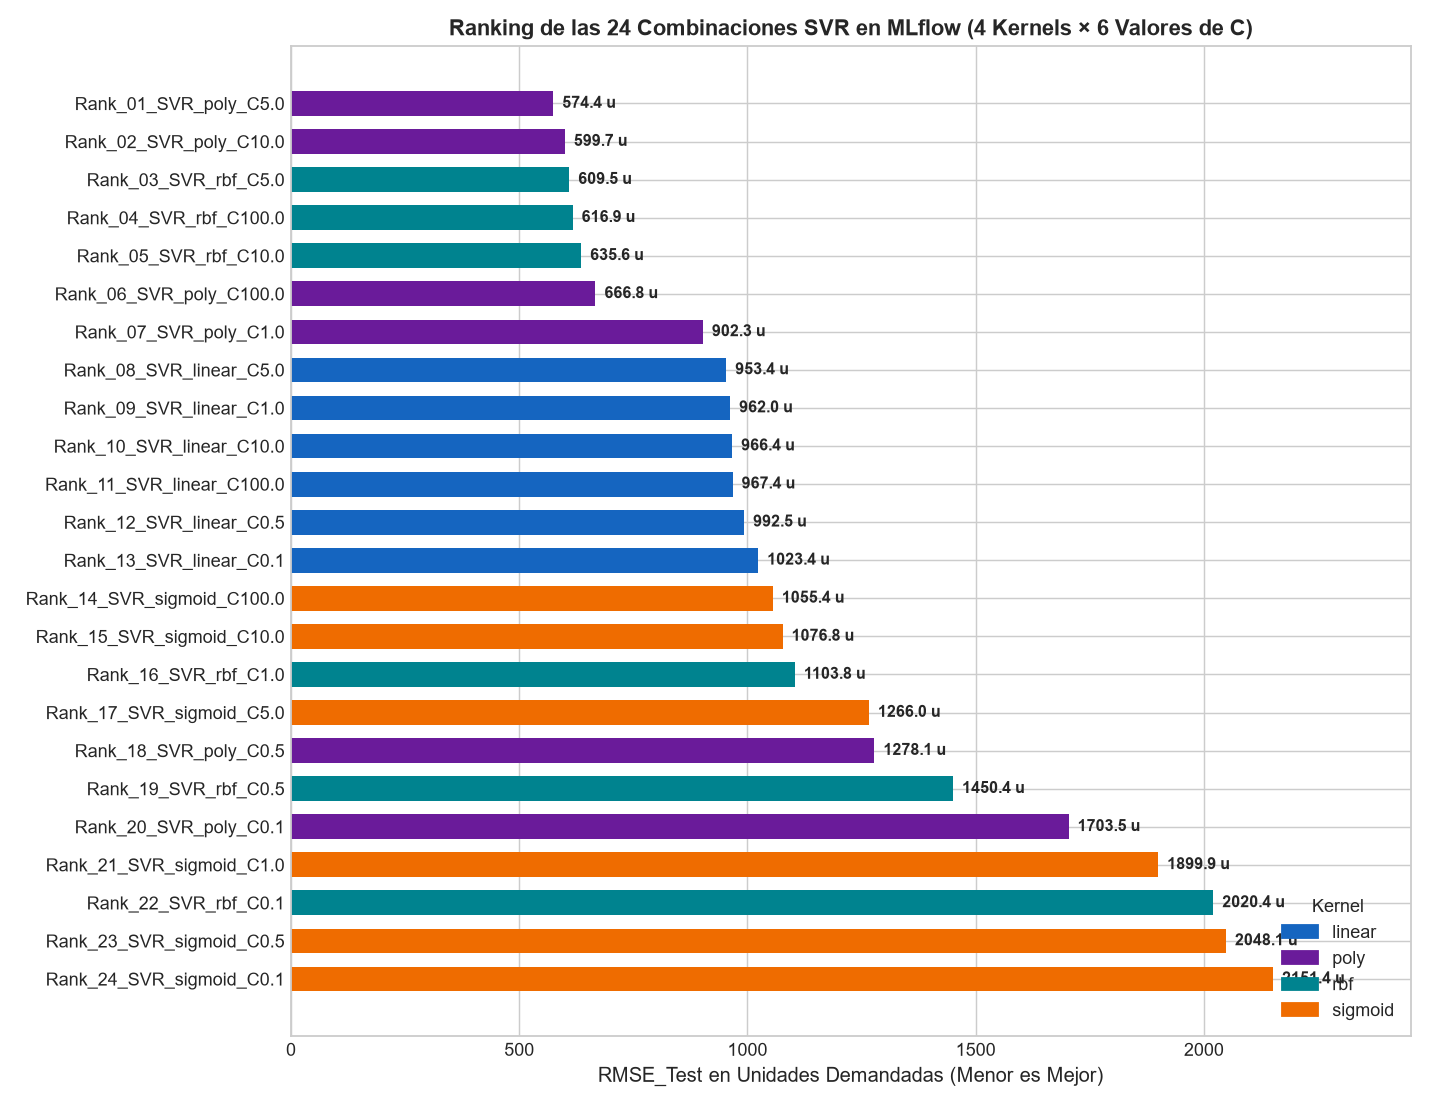 Ranking de las 24 Combinaciones SVR en MLflow (4 Kernels × 6 Valores de C)
Rank_01_SVR_poly_C5.0 574.4 u
Rank_02_SVR_poly_C10.0 599.7 u
Rank_03_SVR_rbf_C5.0 609.5 u
Rank_04_SVR_rbf_C100.0 616.9 u
Rank_05_SVR_rbf_C10.0 635.6 u
Rank_06_SVR_poly_C100.0 666.8 u
Rank_07_SVR_poly_C1.0 902.3 u
Rank_08_SVR_linear_C5.0 953.4 u
Rank_09_SVR_linear_C1.0 962.0 u
Rank_10_SVR_linear_C10.0 966.4 u
Rank_11_SVR_linear_C100.0 967.4 u
Rank_12_SVR_linear_C0.5 992.5 u
Rank_13_SVR_linear_C0.1 1023.4 u
Rank_14_SVR_sigmoid_C100.0 1055.4 u
Rank_15_SVR_sigmoid_C10.0 1076.8 u
Rank_16_SVR_rbf_C1.0 1103.8 u
Rank_17_SVR_sigmoid_C5.0 1266.0 u
Rank_18_SVR_poly_C0.5 1278.1 u
Rank_19_SVR_rbf_C0.5 1450.4 u
Rank_20_SVR_poly_C0.1 1703.5 u
Rank_21_SVR_sigmoid_C1.0 1899.9 u
Rank_22_SVR_rbf_C0.1 2020.4 u
Rank_23_SVR_sigmoid_C0.5 2048.1 u
Rank_24_SVR_sigmoid_C0.1 2151.4 u
Kernel
linear
poly
rbf
sigmoid
0 500 1000 1500 2000
RMSE_Test en Unidades Demandadas (Menor es Mejor)